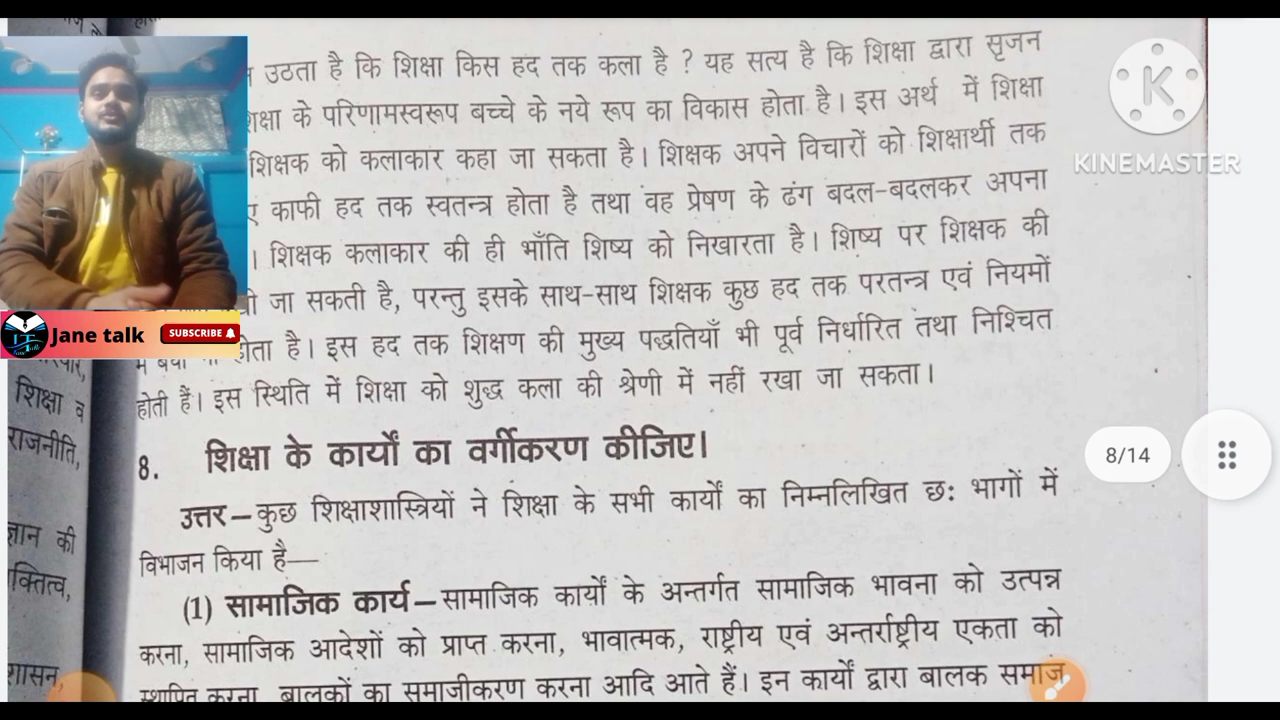 उठता है कि शिक्षा किस हद तक कला है ? यह सत्य है कि शिक्षा द्वारा सृजन
के परिणामस्वरूप बच्चे के नये रूप का विकास होता है। इस अर्थ में शिक्षा
शिक्षक को कलाकार कहा जा सकता है। शिक्षक अपने विचारों को शिक्षार्थी तक
काफी हद तक स्वतन्त्र होता है तथा वह प्रेषण के ढंग बदल-बदलकर अपना
। शिक्षक कलाकार की ही भाँति शिष्य को निखारता है। शिष्य पर शिक्षक की
जा सकती है, परन्तु इसके साथ-साथ शिक्षक कुछ हद तक परतन्त्र एवं नियमों
होता है। इस हद तक शिक्षण की मुख्य पद्धतियाँ भी पूर्व निर्धारित तथा निश्चित
होती हैं। इस स्थिति में शिक्षा को शुद्ध कला की श्रेणी में नहीं रखा जा सकता।
8. शिक्षा के कार्यों का वर्गीकरण कीजिए।
उत्तर—कुछ शिक्षाशास्त्रियों ने शिक्षा के सभी कार्यों का निम्नलिखित छः भागों में
विभाजन किया है—
(1) सामाजिक कार्य—सामाजिक कार्यों के अन्तर्गत सामाजिक भावना को उत्पन्न
करना, सामाजिक आदेशों को प्राप्त करना, भावात्मक, राष्ट्रीय एवं अन्तर्राष्ट्रीय एकता को
स्थापित करना, बालकों का समाजीकरण करना आदि आते हैं। इन कार्यों द्वारा बालक समाज
शिक्षा व
राजनीति,
ज्ञान की
Jane talk
SUBSCRIBE
K
KINEMASTER
8/14